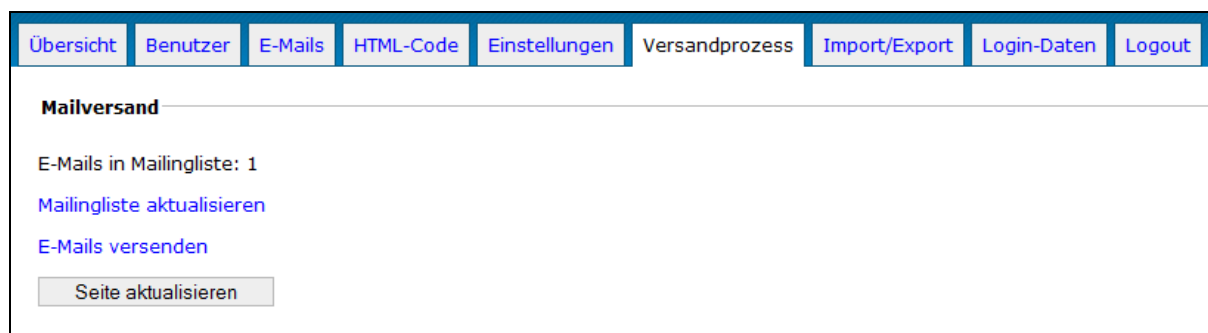 Übersicht Benutzer E-Mails HTML-Code Einstellungen Versandprozess Import/Export Login-Daten Logout
Mailversand
E-Mails in Mailingliste: 1
Mailingliste aktualisieren
E-Mails versenden
Seite aktualisieren